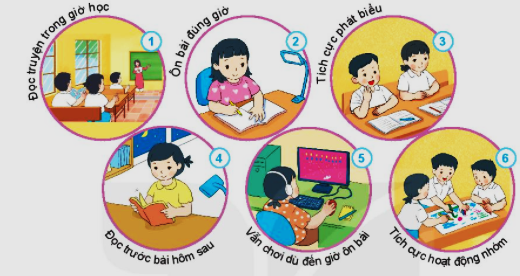 Đọc truyện trong giờ học
1
Ôn bài đúng giờ
2
Tích cực phát biểu
3
4
Đọc trước bài hôm sau
5
Vẫn chơi dù đến giờ ôn bài
6
Tích cực hoạt động nhóm